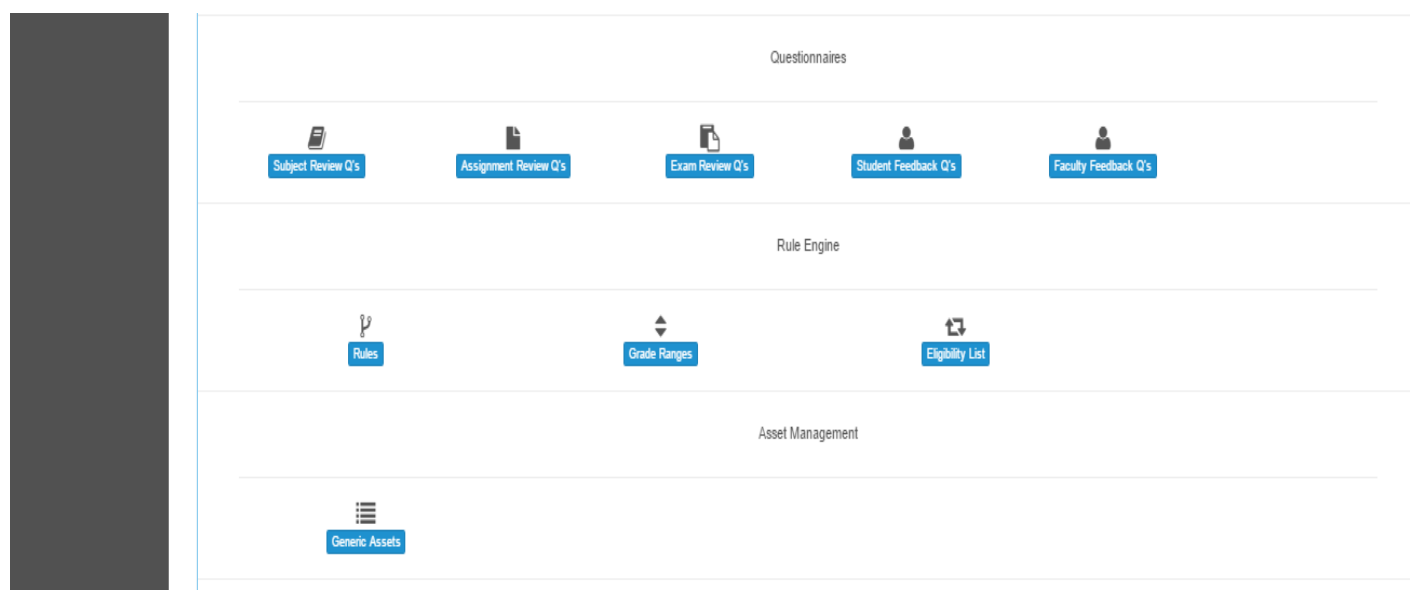 Questionnaires
Subject Review Q's
Assignment Review Q's
Exam Review Q's
Student Feedback Q's
Faculty Feedback Q's
Rule Engine
Rules
Grade Ranges
Eligibility List
Asset Management
Generic Assets